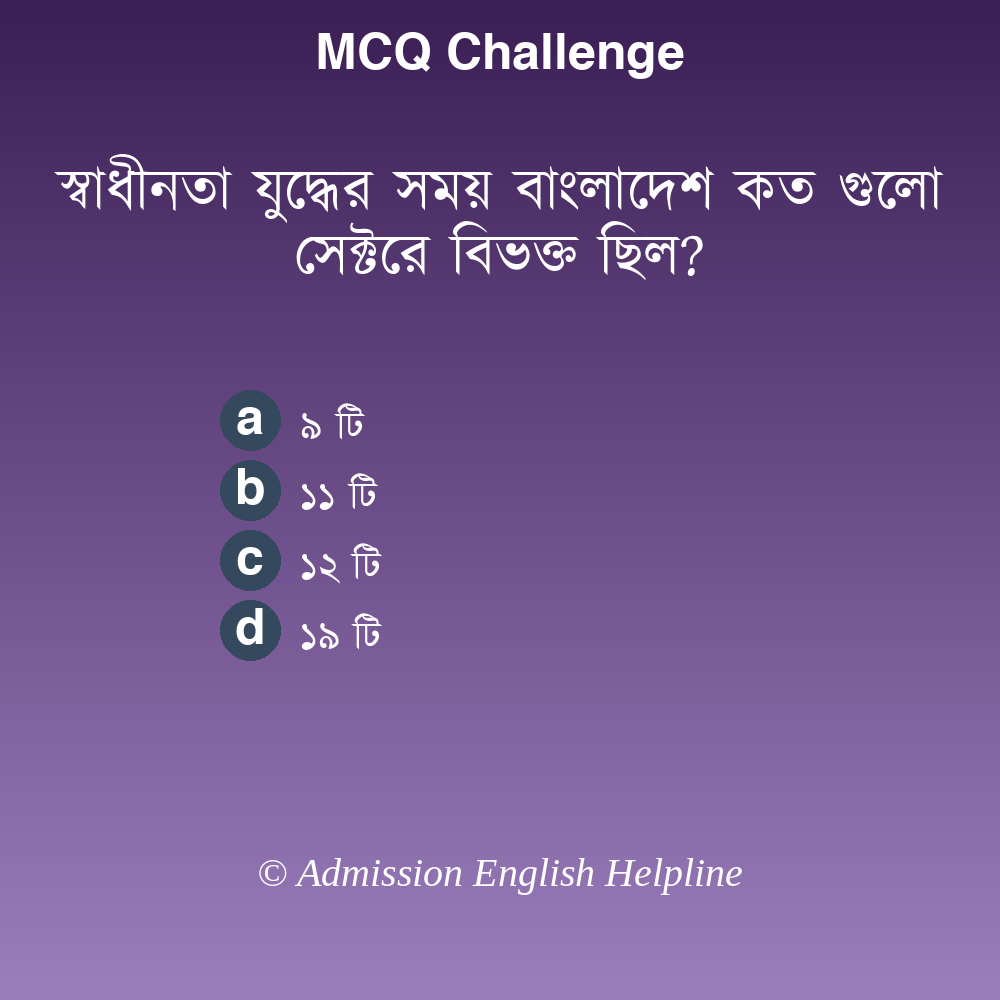 MCQ Challenge
স্বাধীনতা যুদ্ধের সময় বাংলাদেশ কত গুলো
সেক্টরে বিভক্ত ছিল?
a ৯ টি
b ১১ টি
c ১২ টি
d ১৯ টি
© Admission English Helpline